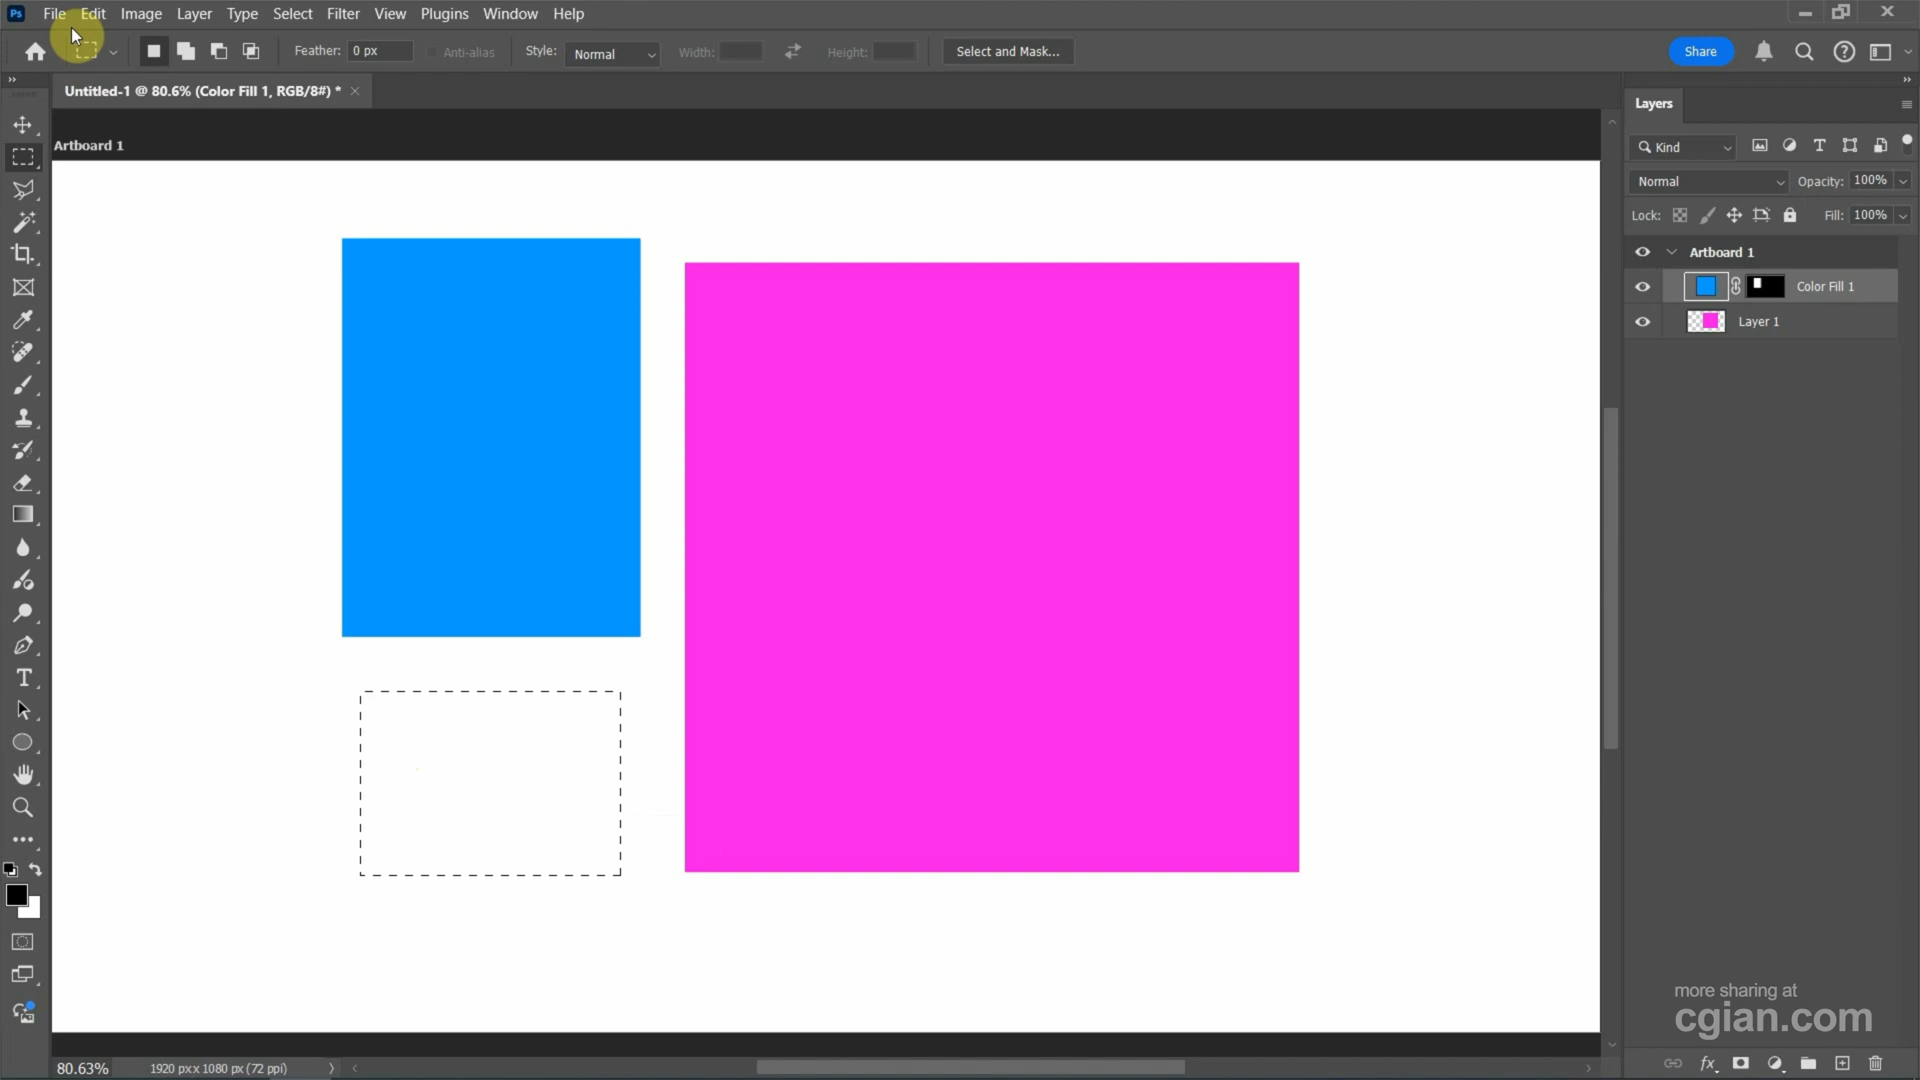 Ps File Edit Image Layer Type Select Filter View Plugins Window Help
Feather: 0 px Anti-alias Style: Normal Width: Height: Select and Mask... Share
Untitled-1 @ 80.6% (Color Fill 1, RGB/8#) *
Layers
Artboard 1
Kind
Normal Opacity: 100%
Lock: Fill: 100%
Artboard 1
Color Fill 1
Layer 1
more sharing at
cgian.com
80.63% 1920 px x 1080 px (72 ppi)
fx